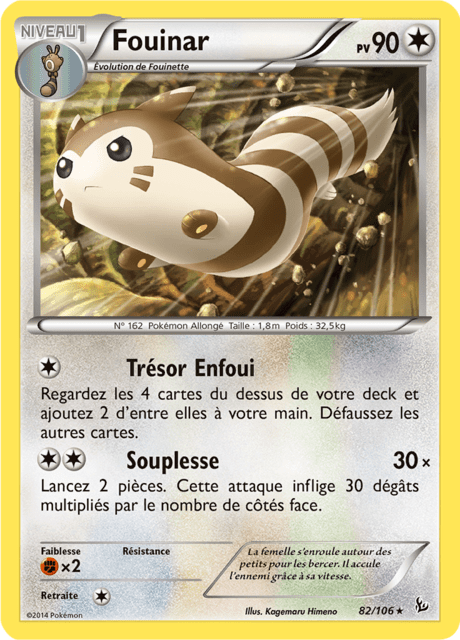 NIVEAU1
Fouinar
PV 90
Évolution de Fouinette
N° 162 Pokémon Allongé Taille : 1,8m Poids : 32,5kg
Trésor Enfoui
Regardez les 4 cartes du dessus de votre deck et
ajoutez 2 d'entre elles à votre main. Défaussez les
autres cartes.
Souplesse 30×
Lancez 2 pièces. Cette attaque inflige 30 dégâts
multipliés par le nombre de côtés face.
Faiblesse Résistance
×2
Retraite
La femelle s'enroule autour des
petits pour les bercer. Il accule
l'ennemi grâce à sa vitesse.
©2014 Pokémon
Illus. Kagemaru Himeno
82/106 ★